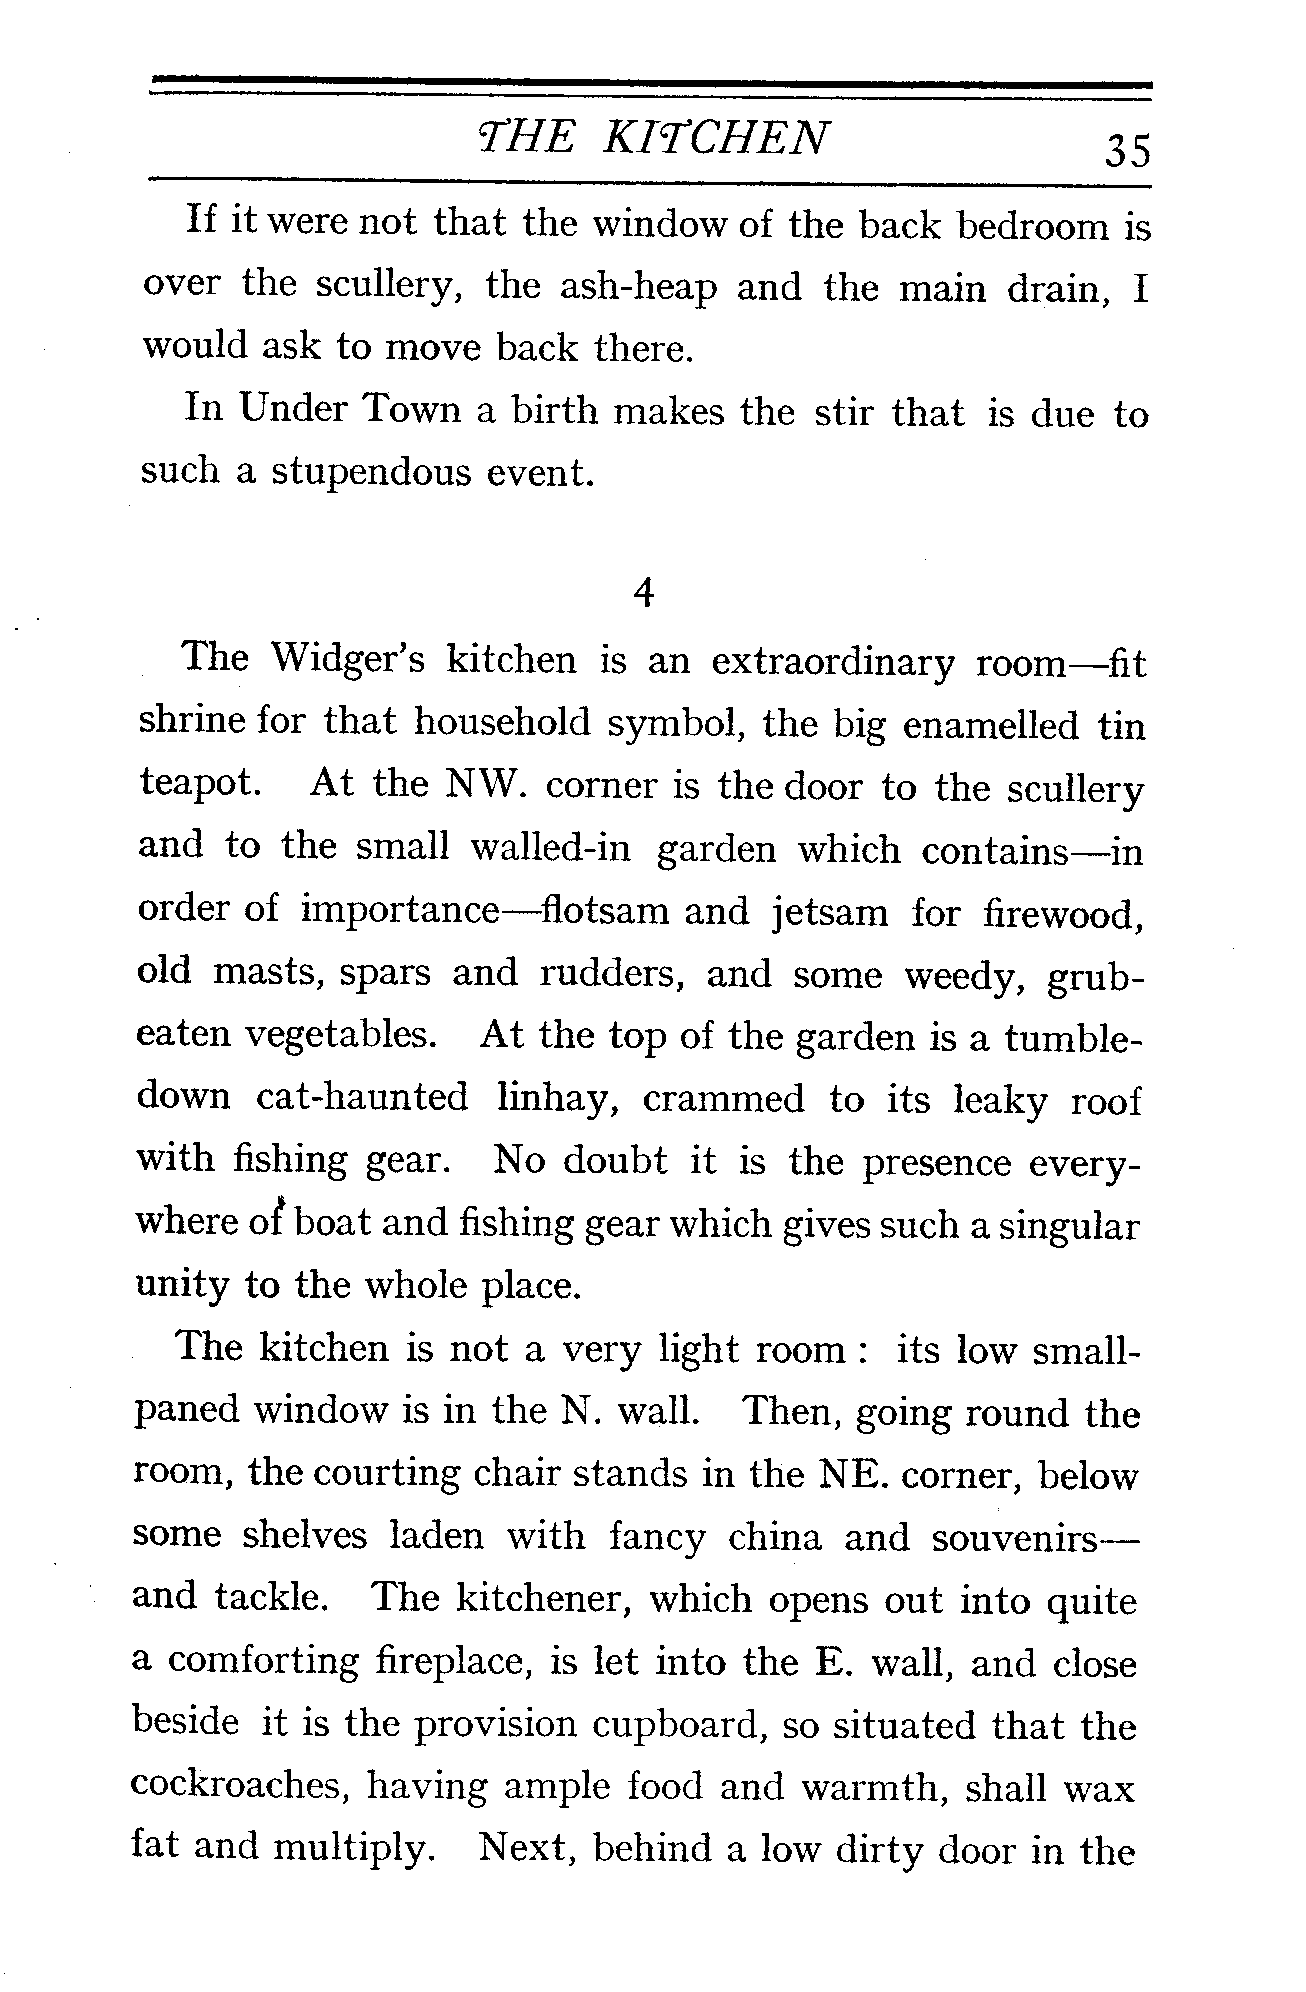 THE KITCHEN 35
If it were not that the window of the back bedroom is
over the scullery, the ash-heap and the main drain, I
would ask to move back there.
In Under Town a birth makes the stir that is due to
such a stupendous event.
4
The Widger's kitchen is an extraordinary room—fit
shrine for that household symbol, the big enamelled tin
teapot. At the NW. corner is the door to the scullery
and to the small walled-in garden which contains—in
order of importance—flotsam and jetsam for firewood,
old masts, spars and rudders, and some weedy, grub-
eaten vegetables. At the top of the garden is a tumble-
down cat-haunted linhay, crammed to its leaky roof
with fishing gear. No doubt it is the presence every-
where of boat and fishing gear which gives such a singular
unity to the whole place.
The kitchen is not a very light room : its low small-
paned window is in the N. wall. Then, going round the
room, the courting chair stands in the NE. corner, below
some shelves laden with fancy china and souvenirs—
and tackle. The kitchener, which opens out into quite
a comforting fireplace, is let into the E. wall, and close
beside it is the provision cupboard, so situated that the
cockroaches, having ample food and warmth, shall wax
fat and multiply. Next, behind a low dirty door in the